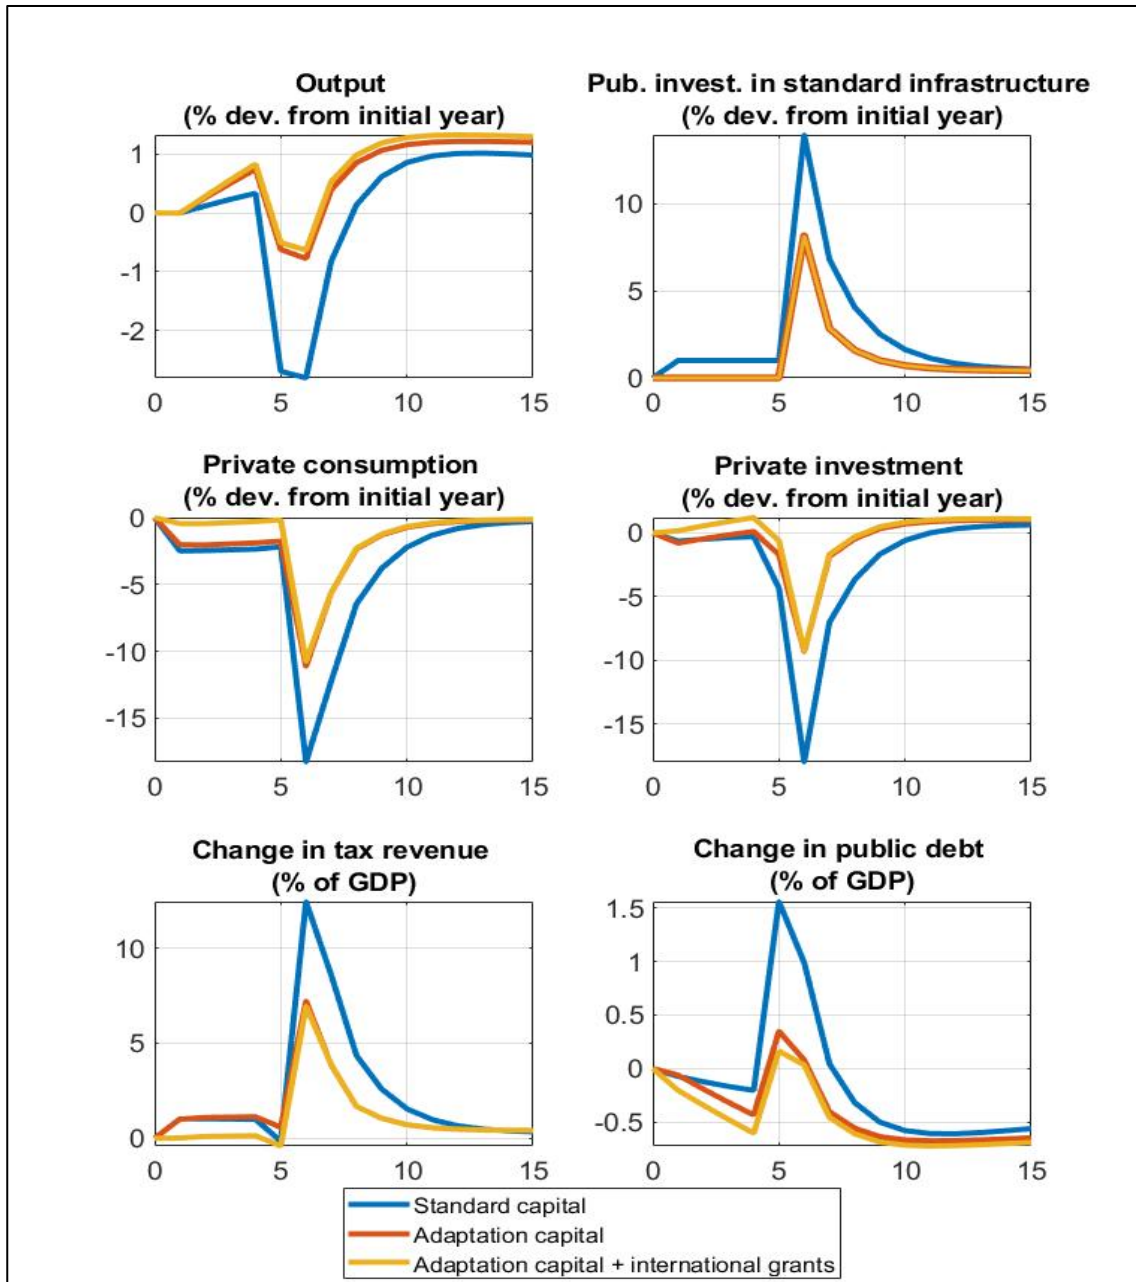 Output
(% dev. from initial year)
1
0
-1
-2
0 5 10 15
Pub. invest. in standard infrastructure
(% dev. from initial year)
10
5
0
0 5 10 15
Private consumption
(% dev. from initial year)
0
-5
-10
-15
0 5 10 15
Private investment
(% dev. from initial year)
0
-5
-10
-15
0 5 10 15
Change in tax revenue
(% of GDP)
10
5
0
0 5 10 15
Change in public debt
(% of GDP)
1.5
1
0.5
0
-0.5
0 5 10 15
Standard capital
Adaptation capital
Adaptation capital + international grants